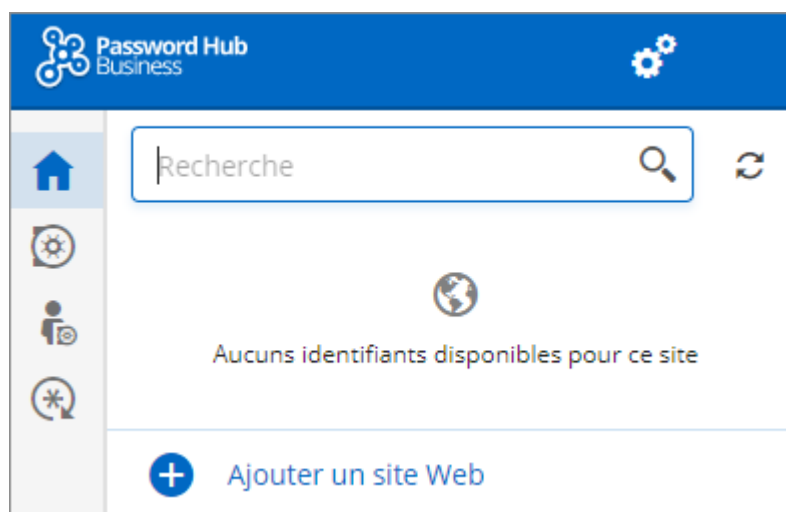 Password Hub
Business
Recherche
Aucuns identifiants disponibles pour ce site
Ajouter un site Web